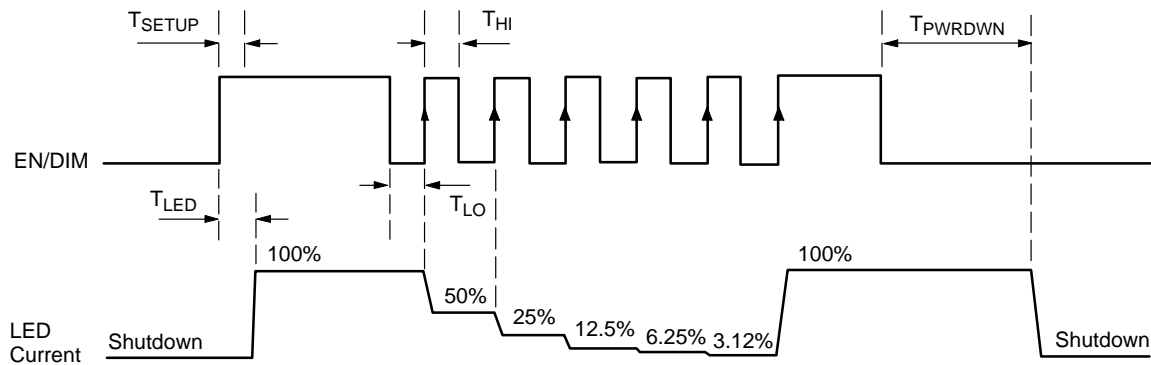 TSETUP
THI
TPWRDWN
EN/DIM
TLED
TLO
100%
50%
25%
12.5%
6.25%
3.12%
100%
LED
Current
Shutdown
Shutdown